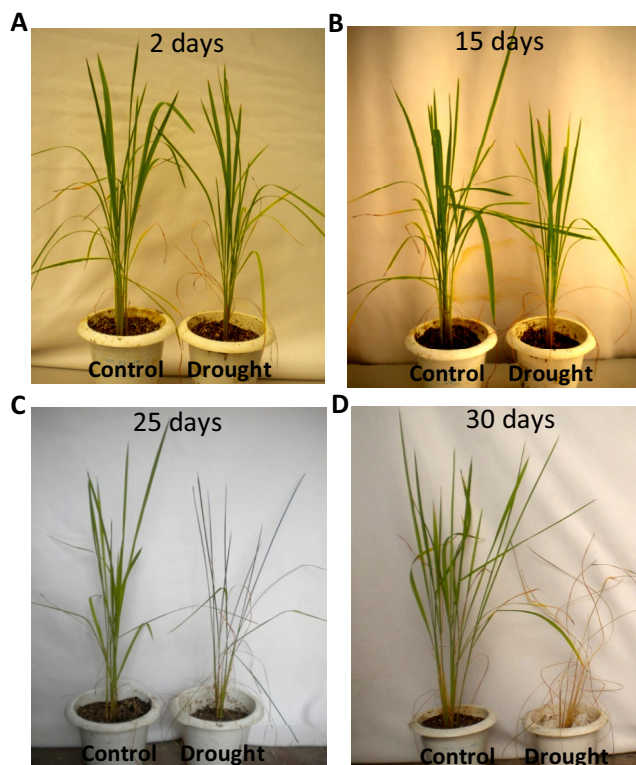 A
2 days
Control Drought
B
15 days
Control Drought
C
25 days
Control Drought
D
30 days
Control Drought